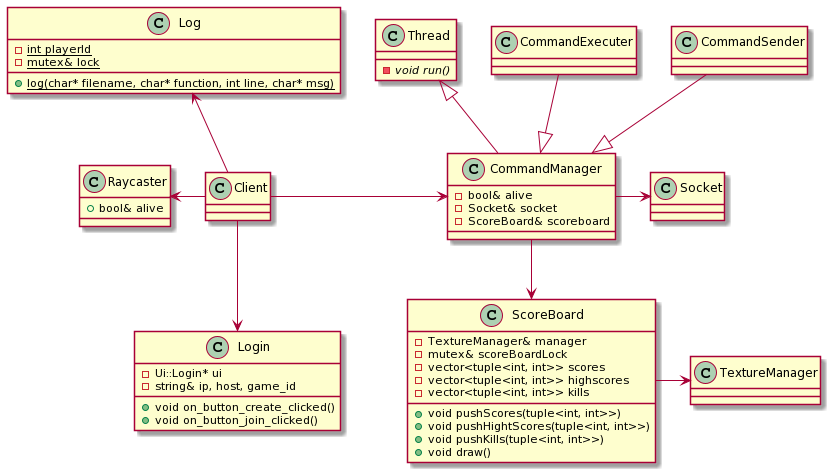 C Log
int playerId
mutex& lock
log(char* filename, char* function, int line, char* msg)
C Thread
void run()
C CommandExecuter
C CommandSender
C Raycaster
bool& alive
C Client
C CommandManager
bool& alive
Socket& socket
ScoreBoard& scoreboard
C Socket
C Login
Ui::Login* ui
string& ip, host, game_id
void on_button_create_clicked()
void on_button_join_clicked()
C ScoreBoard
TextureManager& manager
mutex& scoreBoardLock
vector<tuple<int, int>> scores
vector<tuple<int, int>> highscores
vector<tuple<int, int>> kills
void pushScores(tuple<int, int>>)
void pushHightScores(tuple<int, int>>)
void pushKills(tuple<int, int>>)
void draw()
C TextureManager